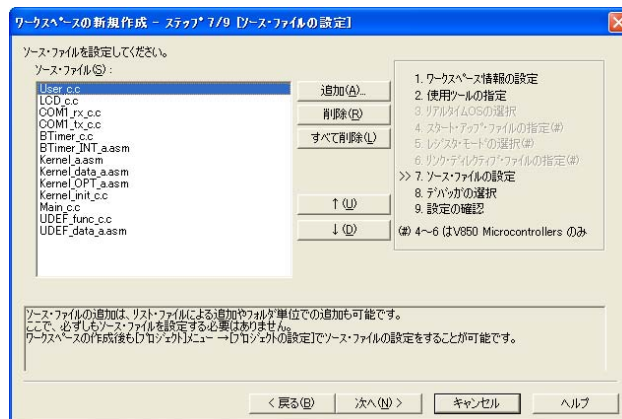 ワークスペースの新規作成 - ステップ 7/9 [ソース・ファイルの設定]
ソース・ファイルを設定してください。
ソース・ファイル(S) :
User_c.c
LCD_c.c
COM1_rx_c.c
COM1_tx_c.c
BTimer_c.c
BTimer_INT_a.asm
Kernel_a.asm
Kernel_data_a.asm
Kernel_OPT_a.asm
Kernel_init_c.c
Main_c.c
UDEF_func_c.c
UDEF_data_a.asm
追加(A)...
削除(R)
すべて削除(L)
↑(U)
↓(D)
1. ワークスペース情報の設定
2. 使用ツールの指定
3. リアルタイムOSの選択
4. スタート・アップ・ファイルの指定(#)
5. レジスタ・モードの選択(#)
6. リンク・ディレクティブ・ファイルの指定(#)
>> 7. ソース・ファイルの設定
8. デバッガの選択
9. 設定の確認
(#) 4～6 はV850 Microcontrollers のみ
ソース・ファイルの追加は、リスト・ファイルによる追加やフォルダ単位での追加も可能です。
ここで、必ずしもソース・ファイルを設定する必要はありません。
ワークスペースの作成後も[プロジェクト]メニュー →[プロジェクトの設定]でソース・ファイルの設定をすることが可能です。
< 戻る(B)
次へ(N) >
キャンセル
ヘルプ